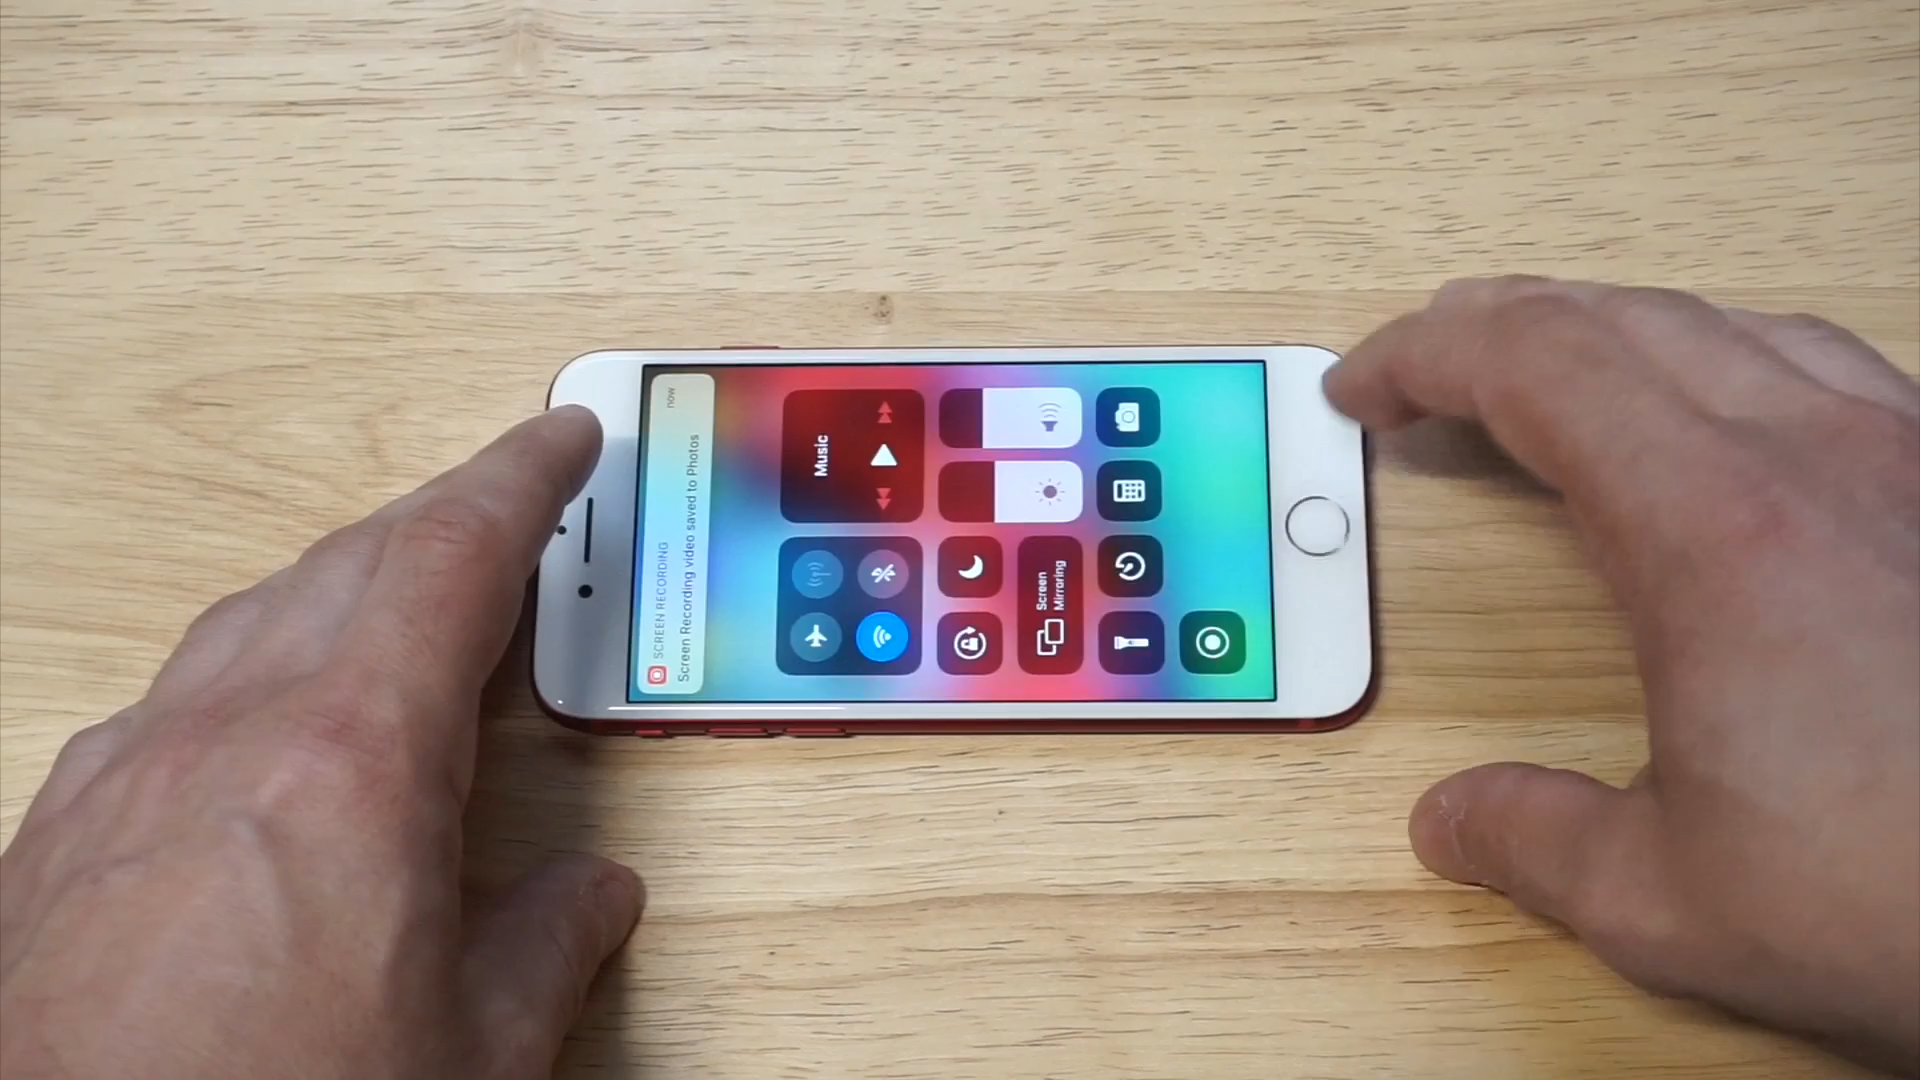 SCREEN RECORDING
now
Screen Recording video saved to Photos
Music
Screen
Mirroring